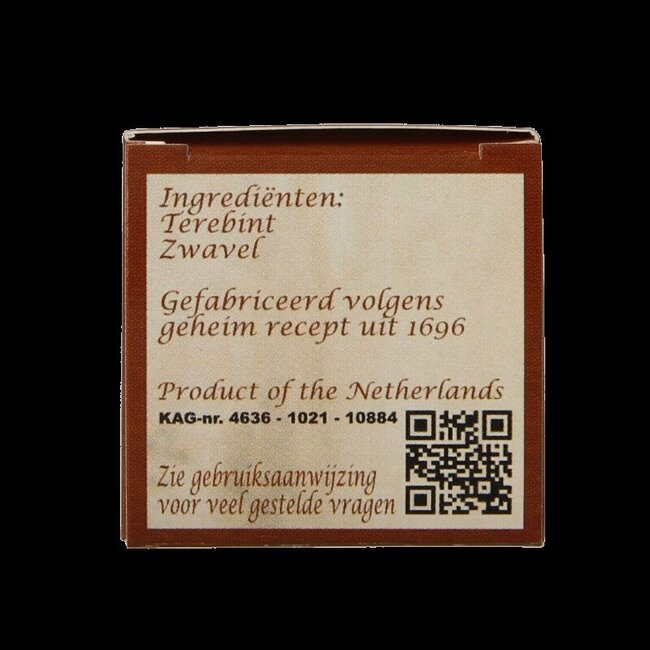 Ingrediënten:
Terebint
Zwavel
Gefabriceerd volgens
geheim recept uit 1696
Product of the Netherlands
KAG-nr. 4636 - 1021 - 10884
Zie gebruiksaanwijzing
voor veel gestelde vragen